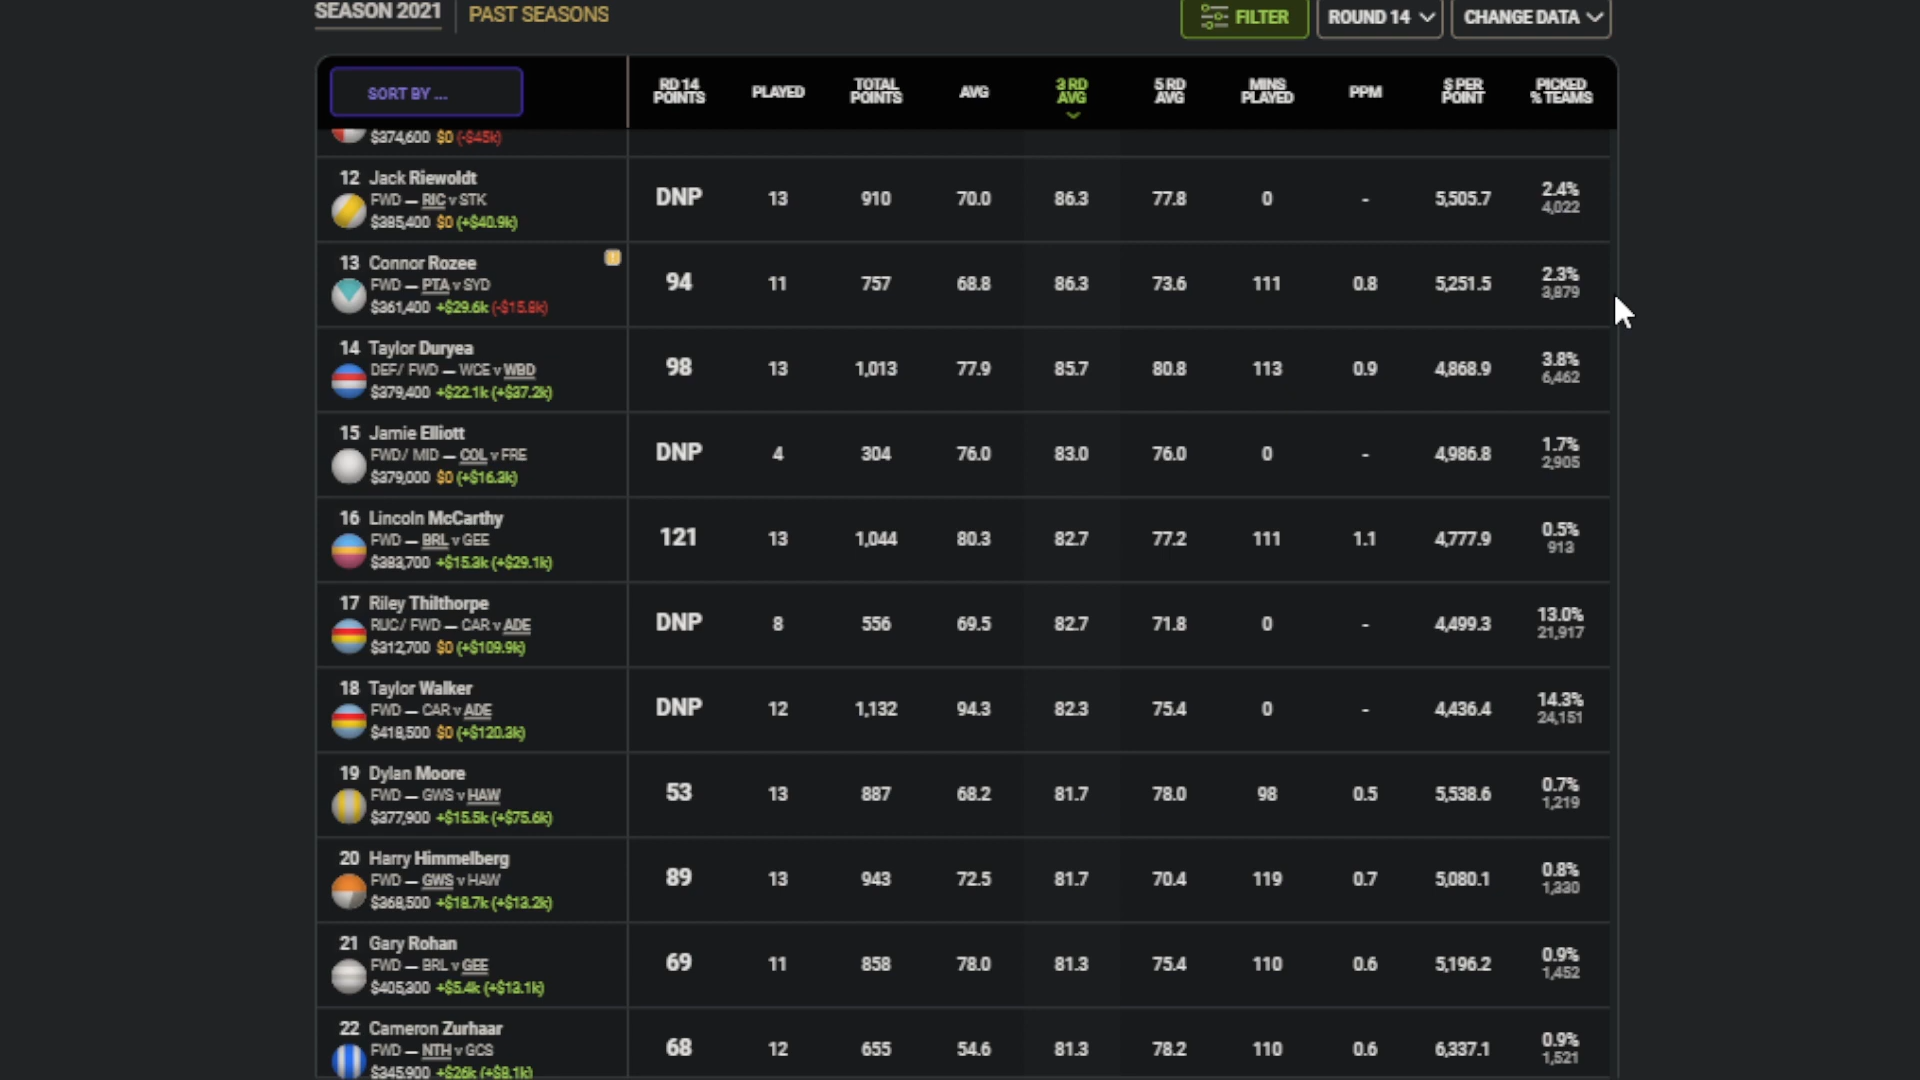 SEASON 2021 PAST SEASONS FILTER ROUND 14 CHANGE DATA
SORT BY ... RD 14 POINTS PLAYED TOTAL POINTS AVG 3 RD AVG 5 RD AVG MINS PLAYED PPM $ PER POINT PICKED % TEAMS
$374,600 $0 (-$45k)
12 Jack Riewoldt
FWD — RIC v STK
$385,400 $0 (+$40.9k)
DNP 13 910 70.0 86.3 77.8 0 - 5,505.7 2.4%
4,022
13 Connor Rozee
FWD — PTA v SYD
$361,400 +$29.6k (-$15.8k)
94 11 757 68.8 86.3 73.6 111 0.8 5,251.5 2.3%
3,879
14 Taylor Duryea
DEF/ FWD — WCE v WBD
$379,400 +$22.1k (+$37.2k)
98 13 1,013 77.9 85.7 80.8 113 0.9 4,868.9 3.8%
6,462
15 Jamie Elliott
FWD/ MID — COL v FRE
$379,000 $0 (+$16.3k)
DNP 4 304 76.0 83.0 76.0 0 - 4,986.8 1.7%
2,905
16 Lincoln McCarthy
FWD — BRL v GEE
$383,700 +$15.3k (+$29.1k)
121 13 1,044 80.3 82.7 77.2 111 1.1 4,777.9 0.5%
913
17 Riley Thilthorpe
RUC/ FWD — CAR v ADE
$312,700 $0 (+$109.9k)
DNP 8 556 69.5 82.7 71.8 0 - 4,499.3 13.0%
21,917
18 Taylor Walker
FWD — CAR v ADE
$418,500 $0 (+$120.3k)
DNP 12 1,132 94.3 82.3 75.4 0 - 4,436.4 14.3%
24,151
19 Dylan Moore
FWD — GWS v HAW
$377,900 +$15.5k (+$75.6k)
53 13 887 68.2 81.7 78.0 98 0.5 5,538.6 0.7%
1,219
20 Harry Himmelberg
FWD — GWS v HAW
$368,500 +$18.7k (+$13.2k)
89 13 943 72.5 81.7 70.4 119 0.7 5,080.1 0.8%
1,330
21 Gary Rohan
FWD — BRL v GEE
$405,300 +$5.4k (+$13.1k)
69 11 858 78.0 81.3 75.4 110 0.6 5,196.2 0.9%
1,452
22 Cameron Zurhaar
FWD — NTH v GCS
$345,900 +$26k (+$8.1k)
68 12 655 54.6 81.3 78.2 110 0.6 6,337.1 0.9%
1,521